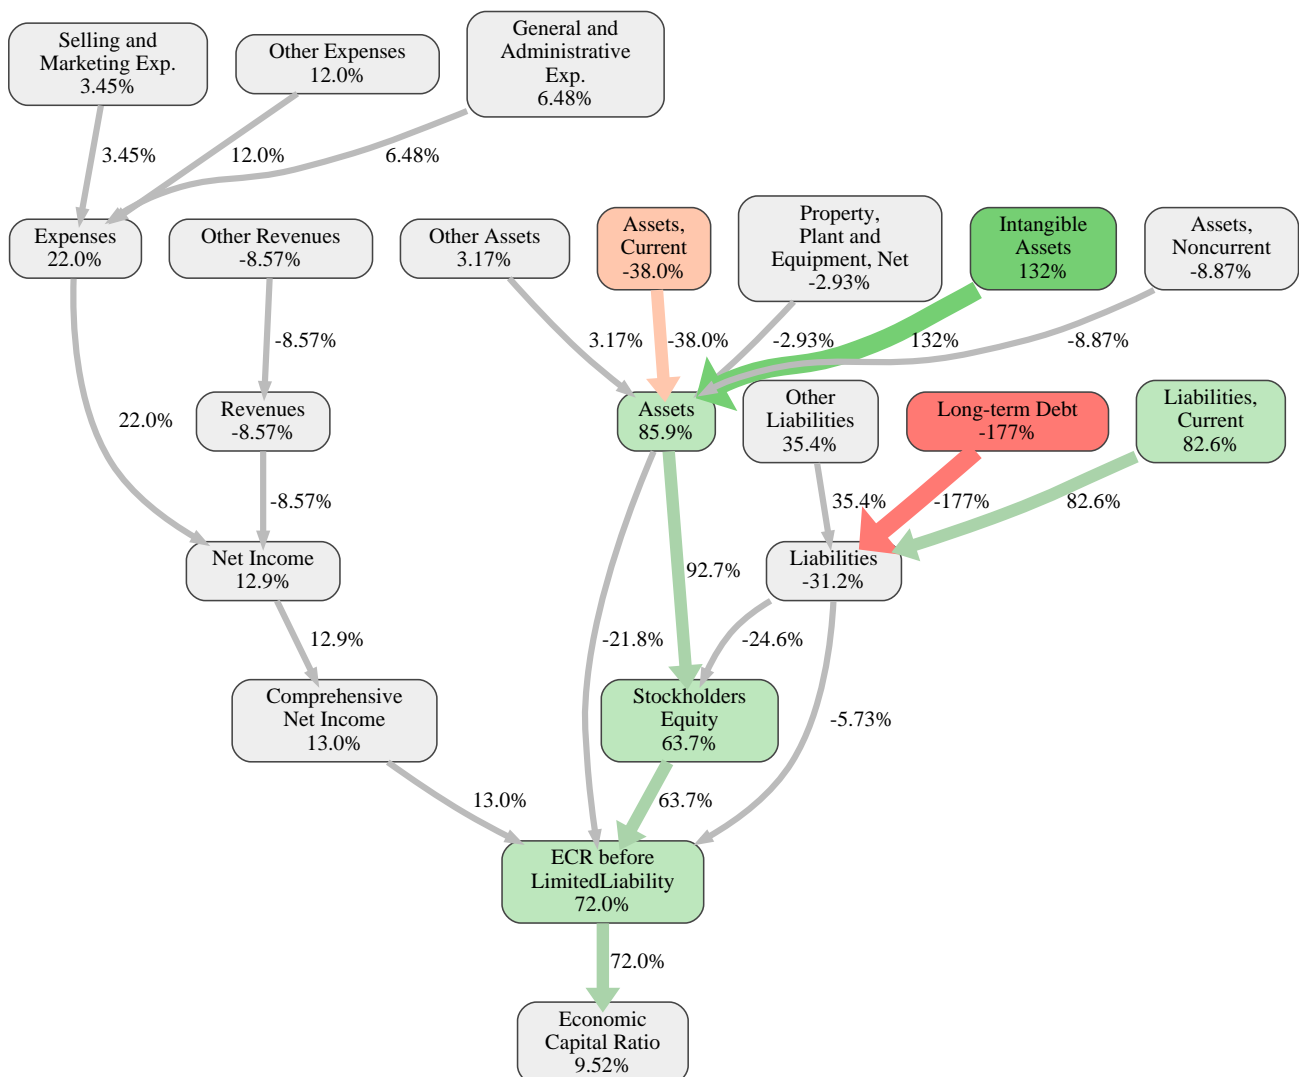 Selling and
Marketing Exp.
3.45%
Other Expenses
12.0%
General and
Administrative
Exp.
6.48%
3.45%
12.0%
6.48%
Expenses
22.0%
Other Revenues
-8.57%
Other Assets
3.17%
Assets,
Current
-38.0%
Property,
Plant and
Equipment, Net
-2.93%
Intangible
Assets
132%
Assets,
Noncurrent
-8.87%
-8.57%
3.17%
-38.0%
-2.93%
132%
-8.87%
22.0%
Revenues
-8.57%
Assets
85.9%
Other
Liabilities
35.4%
Long-term Debt
-177%
Liabilities,
Current
82.6%
-8.57%
35.4%
-177%
82.6%
Net Income
12.9%
92.7%
Liabilities
-31.2%
12.9%
-21.8%
-24.6%
-5.73%
Comprehensive
Net Income
13.0%
Stockholders
Equity
63.7%
13.0%
63.7%
ECR before
LimitedLiability
72.0%
72.0%
Economic
Capital Ratio
9.52%